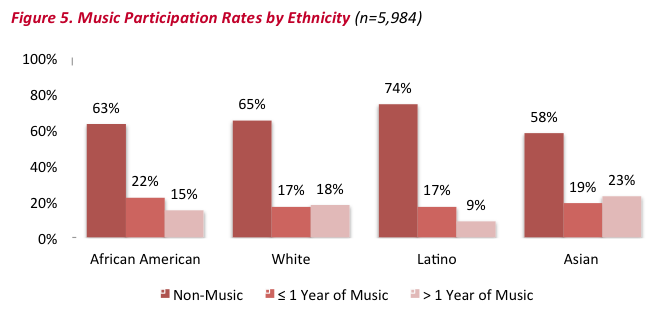 Figure 5. Music Participation Rates by Ethnicity (n=5,984)
100%
80%
60%
40%
20%
0%
63%
22%
15%
65%
17%
18%
74%
17%
9%
58%
19%
23%
African American
White
Latino
Asian
Non-Music
≤ 1 Year of Music
> 1 Year of Music